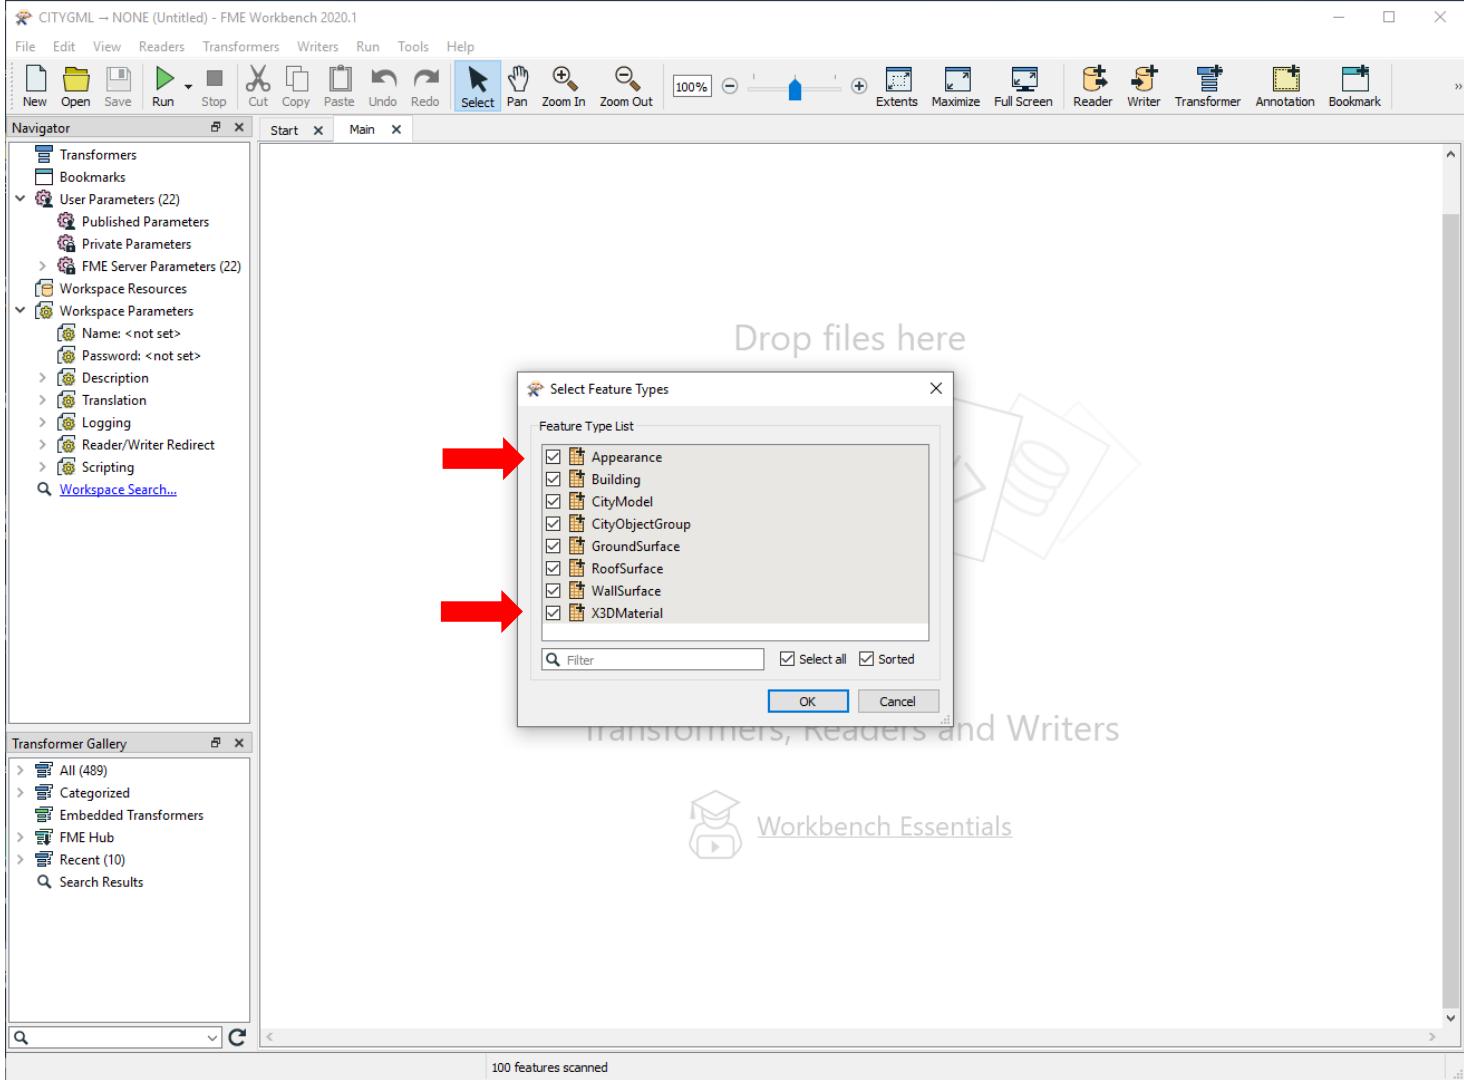 CITYGML → NONE (Untitled) - FME Workbench 2020.1
File Edit View Readers Transformers Writers Run Tools Help
New Open Save Run Stop Cut Copy Paste Undo Redo Select Pan Zoom In Zoom Out 100% Extents Maximize Full Screen Reader Writer Transformer Annotation Bookmark »
Navigator
Start Main
Transformers
Bookmarks
User Parameters (22)
Published Parameters
Private Parameters
FME Server Parameters (22)
Workspace Resources
Workspace Parameters
Name: <not set>
Password: <not set>
Description
Translation
Logging
Reader/Writer Redirect
Scripting
Workspace Search...
Drop files here
Select Feature Types
Feature Type List
Appearance
Building
CityModel
CityObjectGroup
GroundSurface
RoofSurface
WallSurface
X3DMaterial
Filter Select all Sorted
OK Cancel
Transformers, Readers and Writers
Workbench Essentials
Transformer Gallery
All (489)
Categorized
Embedded Transformers
FME Hub
Recent (10)
Search Results
100 features scanned